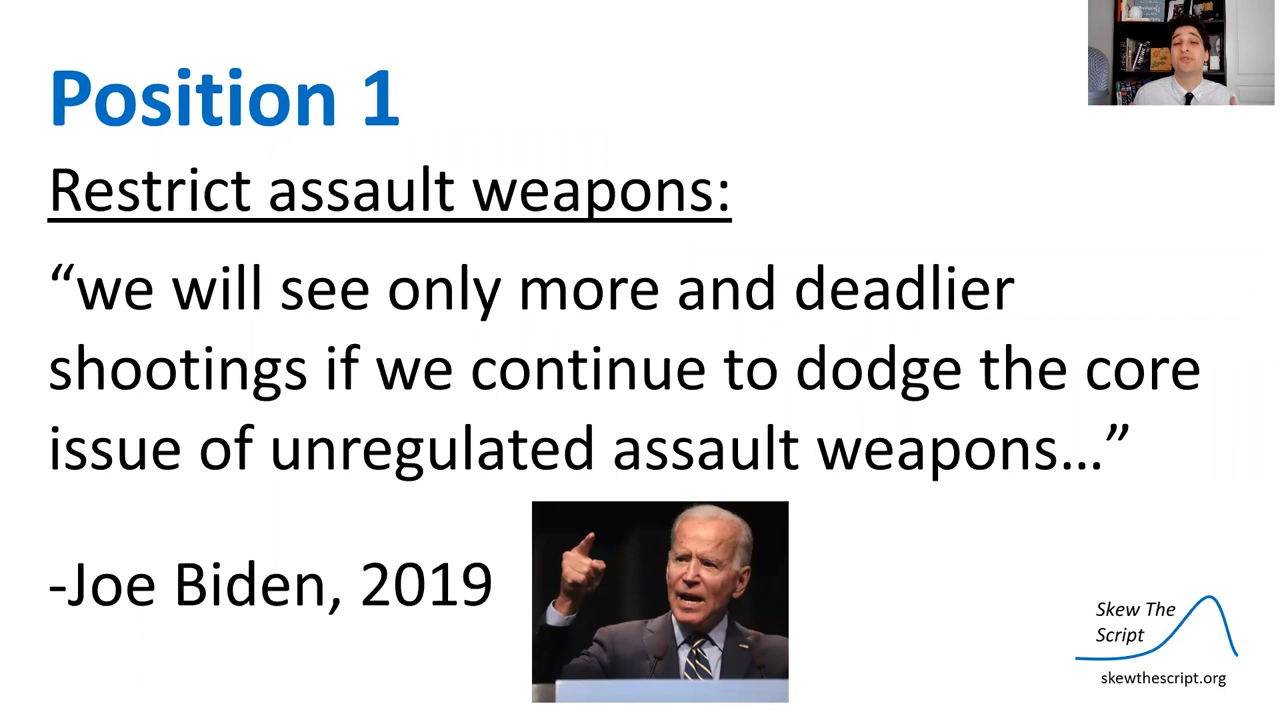 Position 1
Restrict assault weapons:
“we will see only more and deadlier
shootings if we continue to dodge the core
issue of unregulated assault weapons…”
-Joe Biden, 2019
Skew The
Script
skewthescript.org